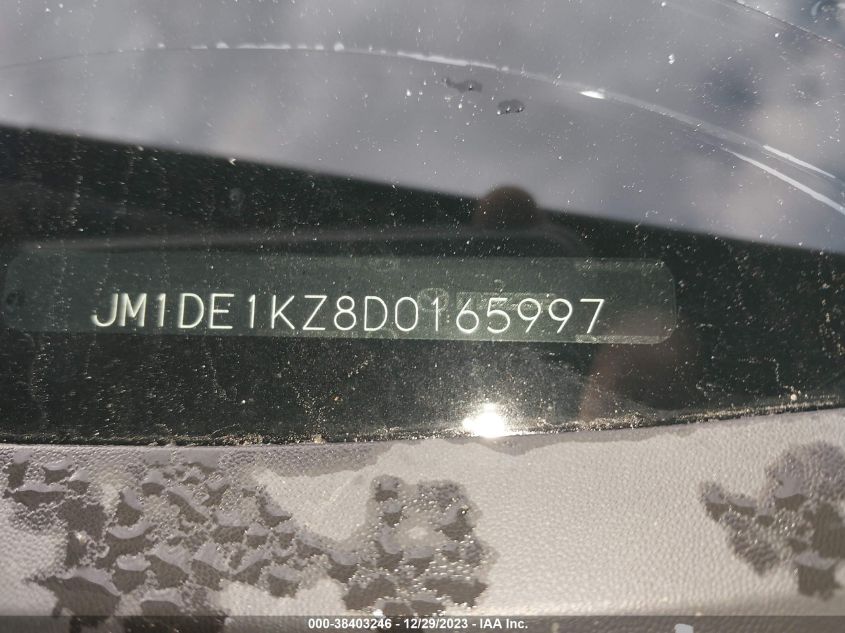 JM1DE1KZ8D0165997
000-38403246 - 12/29/2023 - IAA Inc.